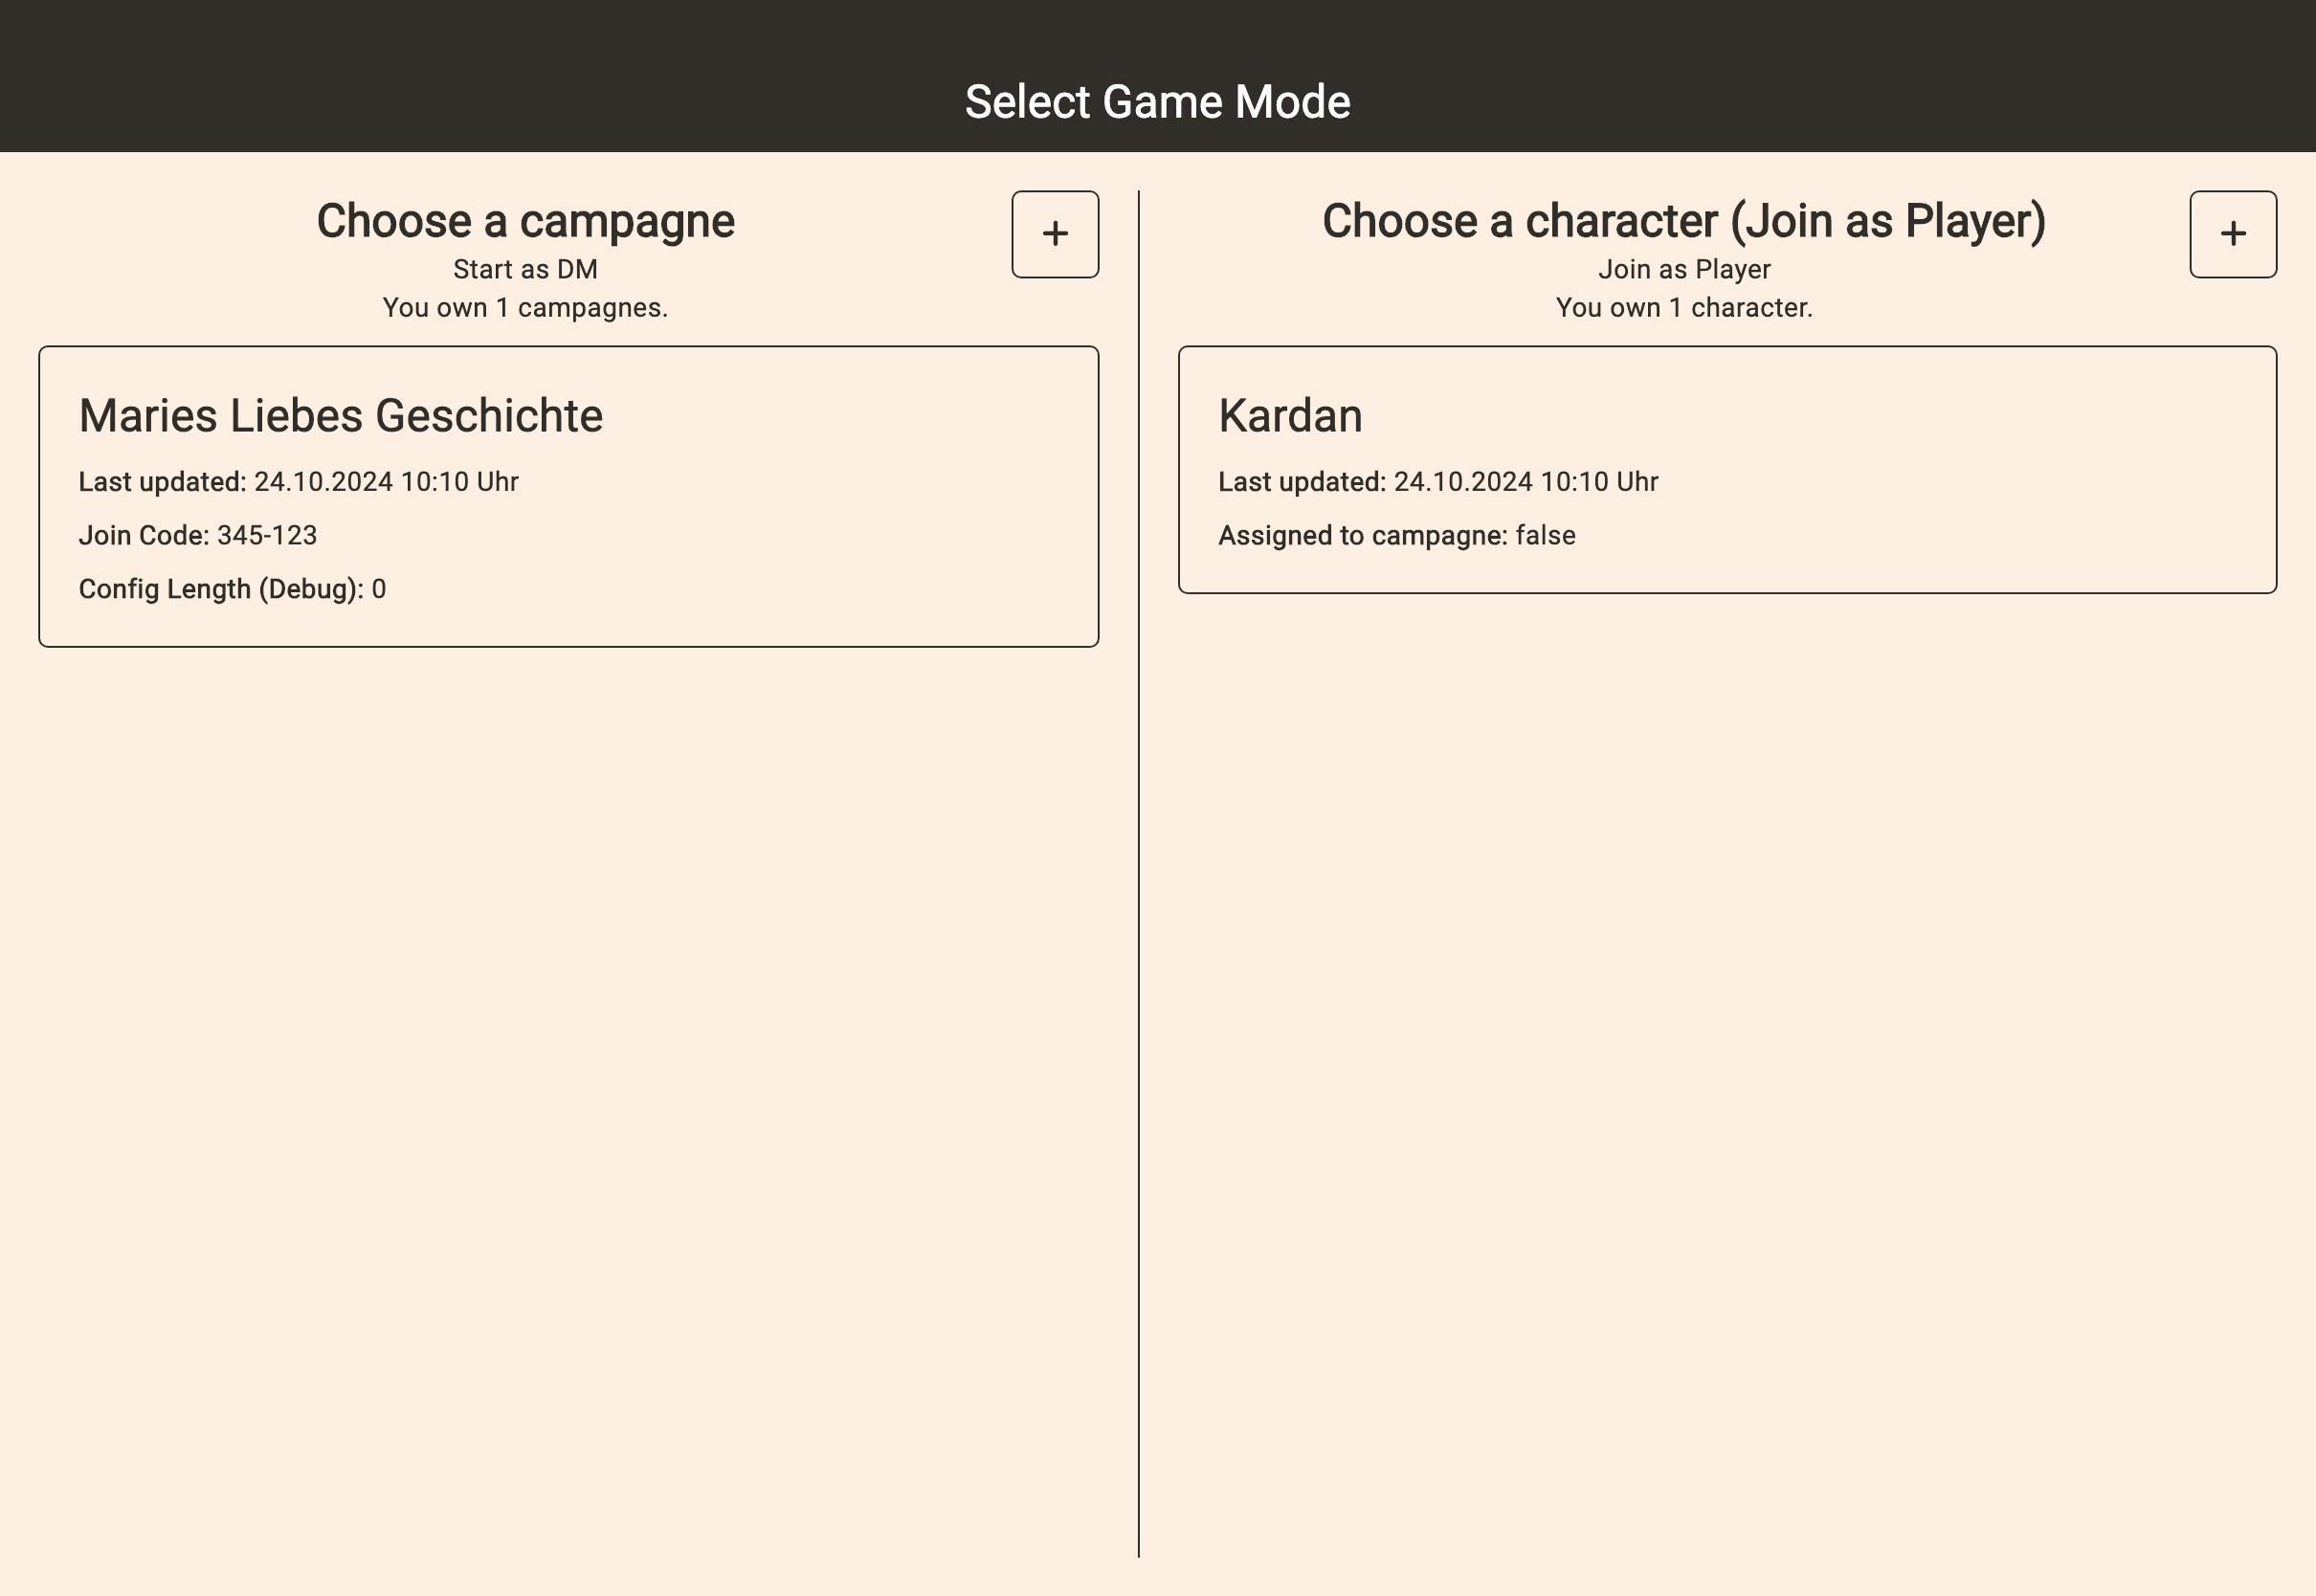 Select Game Mode
Choose a campagne
Start as DM
You own 1 campagnes.
+
Maries Liebes Geschichte
Last updated: 24.10.2024 10:10 Uhr
Join Code: 345-123
Config Length (Debug): 0
Choose a character (Join as Player)
Join as Player
You own 1 character.
+
Kardan
Last updated: 24.10.2024 10:10 Uhr
Assigned to campagne: false